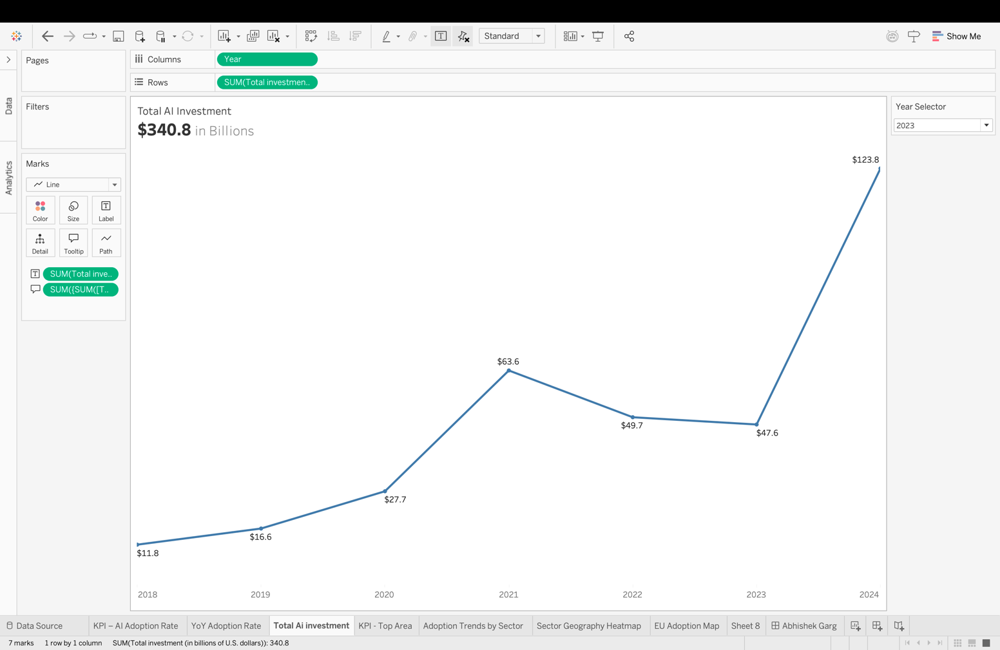 Standard
Show Me
Pages
Columns
Year
Rows
SUM(Total investmen..
Data
Analytics
Filters
Marks
Line
Color
Size
Label
Detail
Tooltip
Path
SUM(Total inve..
SUM({SUM([T..
Total AI Investment
$340.8 in Billions
$123.8
$63.6
$49.7
$47.6
$27.7
$16.6
$11.8
2018
2019
2020
2021
2022
2023
2024
Year Selector
2023
Data Source
KPI – AI Adoption Rate
YoY Adoption Rate
Total Ai investment
KPI - Top Area
Adoption Trends by Sector
Sector Geography Heatmap
EU Adoption Map
Sheet 8
Abhishek Garg
7 marks
1 row by 1 column
SUM(Total investment (in billions of U.S. dollars)): 340.8